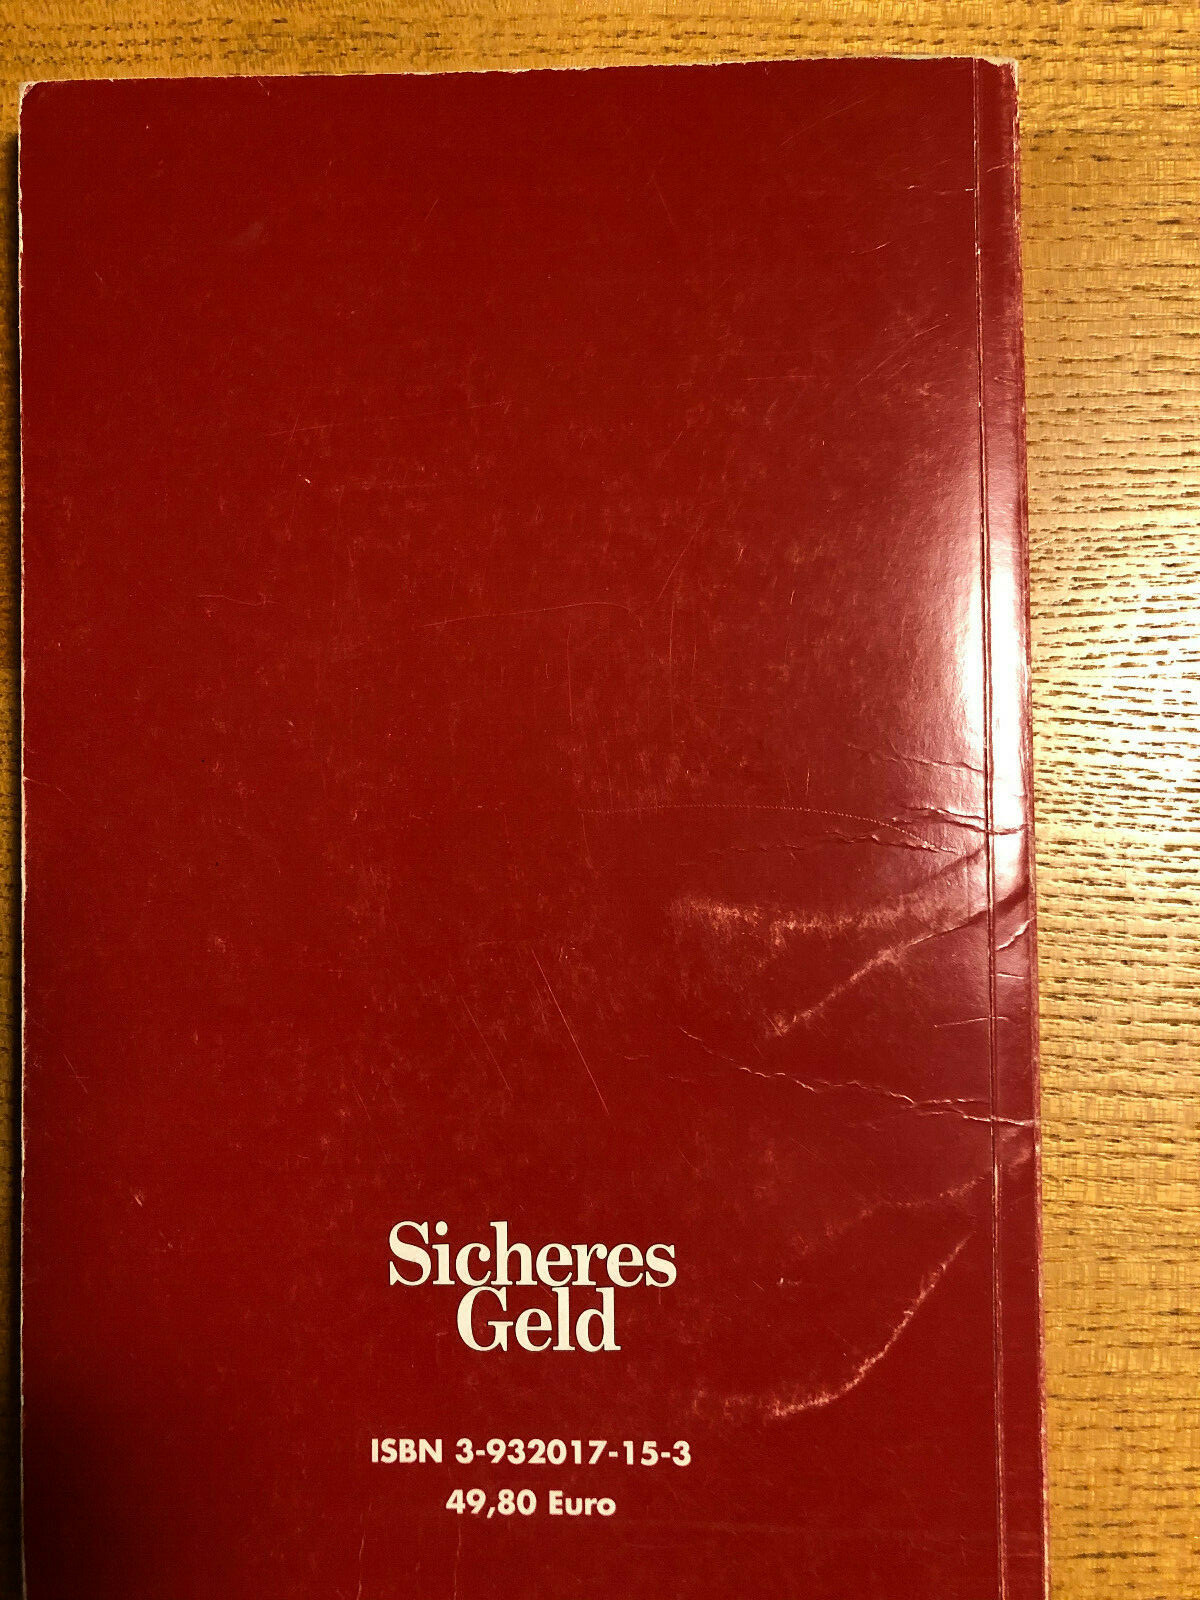 Sicheres
Geld
ISBN 3-932017-15-3
49,80 Euro